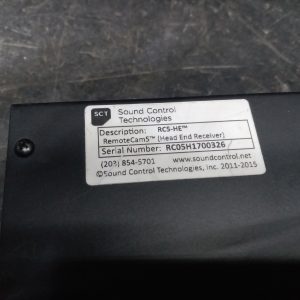 SCT
Sound Control
Technologies
Description: RC5-HE™
RemoteCam5™ (Head End Receiver)
Serial Number: RC05H1700326
(203) 854-5701 www.soundcontrol.net
©Sound Control Technologies, inc. 2011-2015